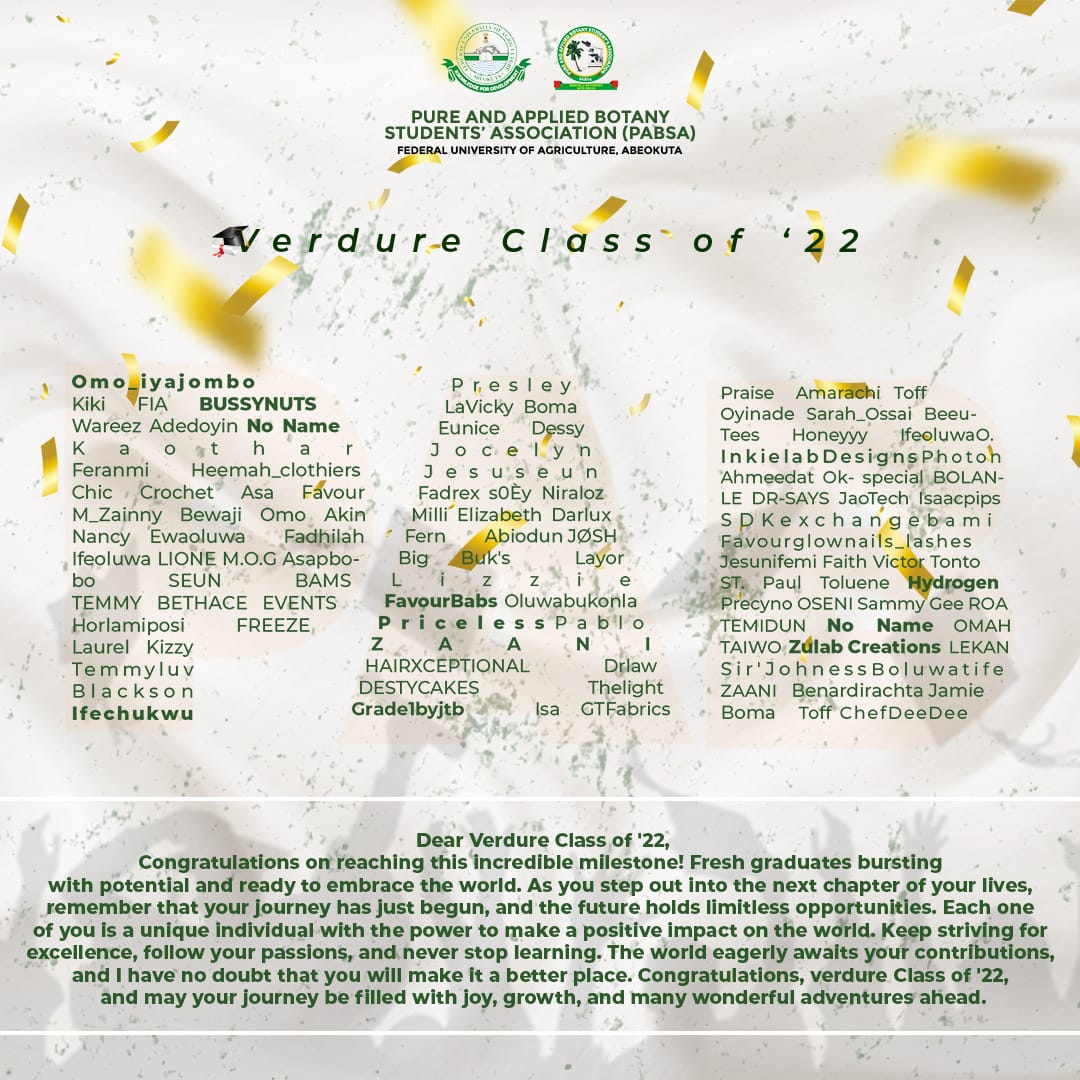 KNOWLEDGE FOR DEVELOPMENT
PURE AND APPLIED BOTANY
STUDENTS' ASSOCIATION (PABSA)
FEDERAL UNIVERSITY OF AGRICULTURE, ABEOKUTA
Verdure Class of ‘22
Omo_iyajombo
Kiki FIA BUSSYNUTS
Wareez Adedoyin No Name
Kaothar
Feranmi Heemah_clothiers
Chic Crochet Asa Favour
M_Zainny Bewaji Omo Akin
Nancy Ewaoluwa Fadhilah
Ifeoluwa LIONE M.O.G Asapbo-
bo SEUN BAMS
TEMMY BETHACE EVENTS
Horlamiposi FREEZE
Laurel Kizzy
Temmyluv
Blackson
Ifechukwu
Presley
LaVicky Boma
Eunice Dessy
Jocelyn
Jesuseun
Fadrex s0Èy Niraloz
Milli Elizabeth Darlux
Fern Abiodun JØSH
Big Buk's Layor
Lizzie
FavourBabs Oluwabukonla
Priceless Pablo
ZAANI
HAIRXCEPTIONAL Drlaw
DESTYCAKES Thelight
Grade1byjtb Isa GTFabrics
Praise Amarachi Toff
Oyinade Sarah_Ossai Beeu-
Tees Honeyyy IfeoluwaO.
InkielabDesigns Photon
Ahmeedat Ok- special BOLAN-
LE DR-SAYS JaoTech Isaacpips
SDKexchange bami
Favourglownails_lashes
Jesunifemi Faith Victor Tonto
ST. Paul Toluene Hydrogen
Precyno OSENI Sammy Gee ROA
TEMIDUN No Name OMAH
TAIWO Zulab Creations LEKAN
Sir'Johness Boluwatife
ZAANI Benardirachta Jamie
Boma Toff ChefDeeDee
Dear Verdure Class of '22,
Congratulations on reaching this incredible milestone! Fresh graduates bursting
with potential and ready to embrace the world. As you step out into the next chapter of your lives,
remember that your journey has just begun, and the future holds limitless opportunities. Each one
of you is a unique individual with the power to make a positive impact on the world. Keep striving for
excellence, follow your passions, and never stop learning. The world eagerly awaits your contributions,
and I have no doubt that you will make it a better place. Congratulations, verdure Class of '22,
and may your journey be filled with joy, growth, and many wonderful adventures ahead.